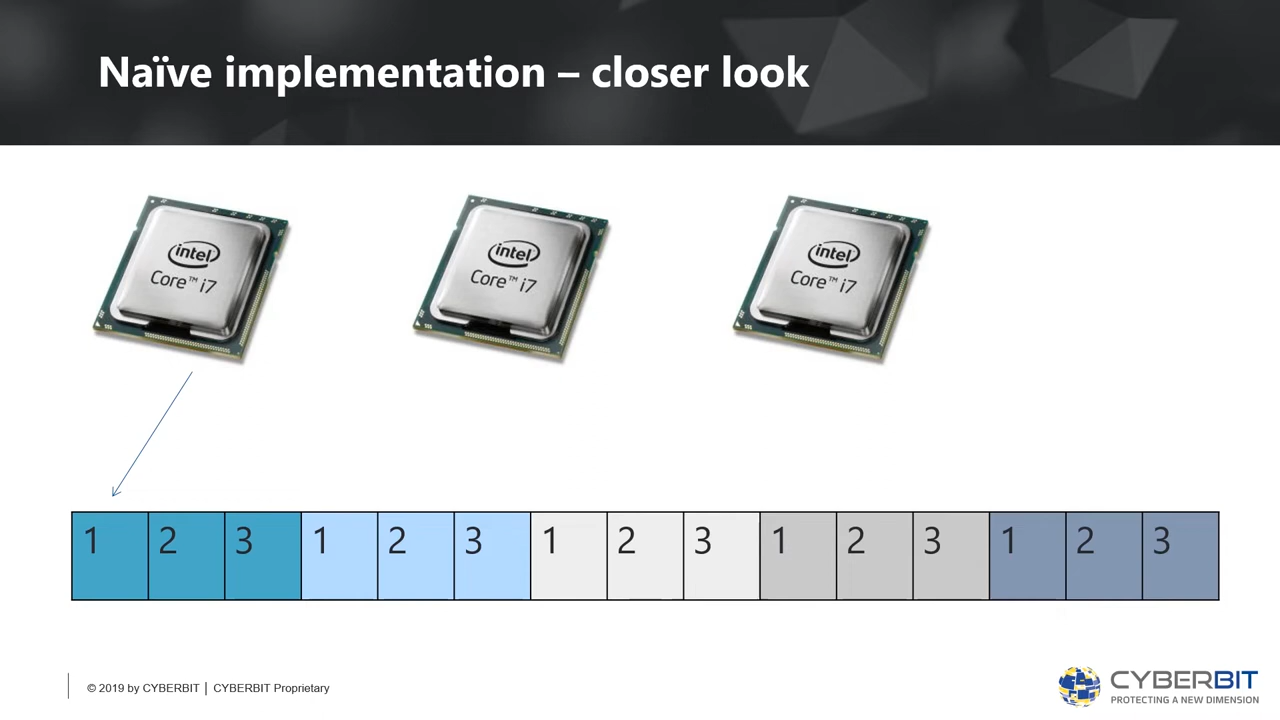 Naïve implementation – closer look
intel
Core™ i7
intel
Core™ i7
intel
Core™ i7
1 2 3 1 2 3 1 2 3 1 2 3 1 2 3
© 2019 by CYBERBIT | CYBERBIT Proprietary
CYBERBIT
PROTECTING A NEW DIMENSION